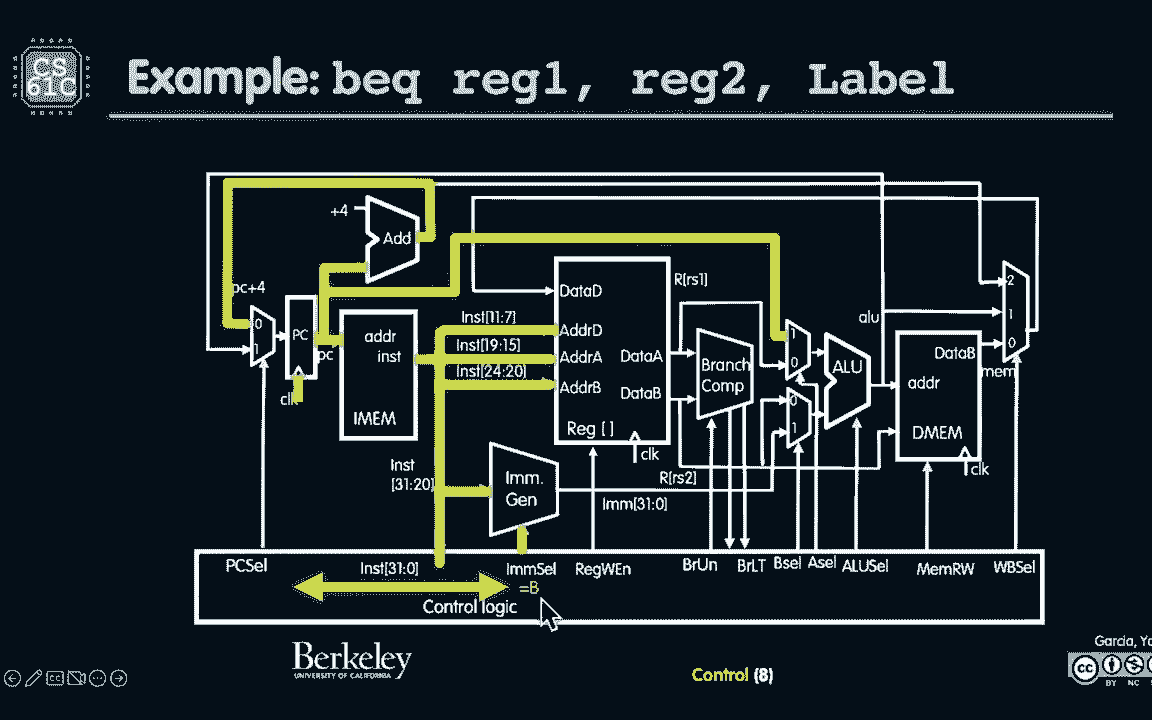 CS
61C
Example: beq reg1, reg2, Label
+4
Add
pc+4
0
1
PC
pc
clk
addr
inst
IMEM
Inst[11:7]
Inst[19:15]
Inst[24:20]
Inst
[31:20]
DataD
AddrD
AddrA
AddrB
DataA
DataB
Reg [ ]
clk
Imm.
Gen
R[rs1]
R[rs2]
Imm[31:0]
Branch
Comp
1
0
0
1
ALU
alu
DataB
addr
DMEM
clk
mem
2
1
0
PCSel
Inst[31:0]
ImmSel
=B
RegWEn
BrUn
BrLT
Bsel
Asel
ALUSel
MemRW
WBSel
Control logic
Berkeley
UNIVERSITY OF CALIFORNIA
Control (8)
Garcia,
cc
BY NC